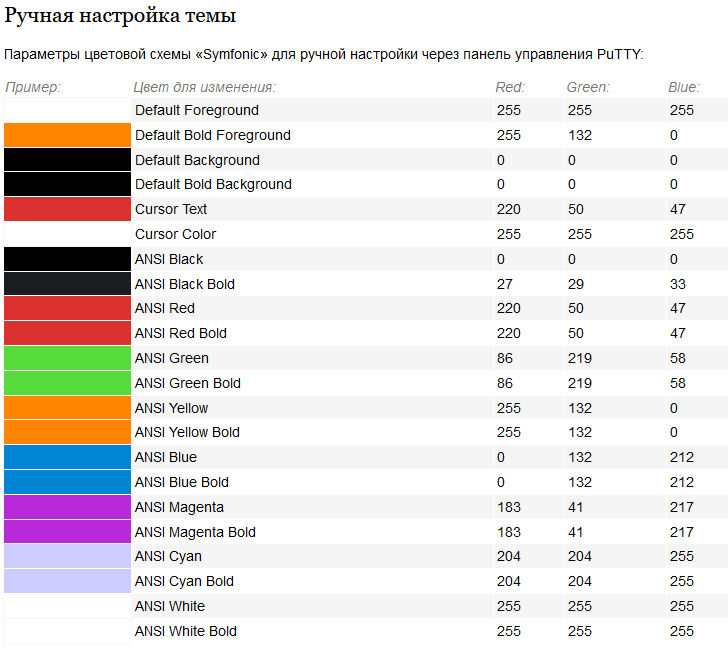 Ручная настройка темы
Параметры цветовой схемы «Symfonic» для ручной настройки через панель управления PuTTY:
Пример: Цвет для изменения: Red: Green: Blue:
Default Foreground 255 255 255
Default Bold Foreground 255 132 0
Default Background 0 0 0
Default Bold Background 0 0 0
Cursor Text 220 50 47
Cursor Color 255 255 255
ANSI Black 0 0 0
ANSI Black Bold 27 29 33
ANSI Red 220 50 47
ANSI Red Bold 220 50 47
ANSI Green 86 219 58
ANSI Green Bold 86 219 58
ANSI Yellow 255 132 0
ANSI Yellow Bold 255 132 0
ANSI Blue 0 132 212
ANSI Blue Bold 0 132 212
ANSI Magenta 183 41 217
ANSI Magenta Bold 183 41 217
ANSI Cyan 204 204 255
ANSI Cyan Bold 204 204 255
ANSI White 255 255 255
ANSI White Bold 255 255 255